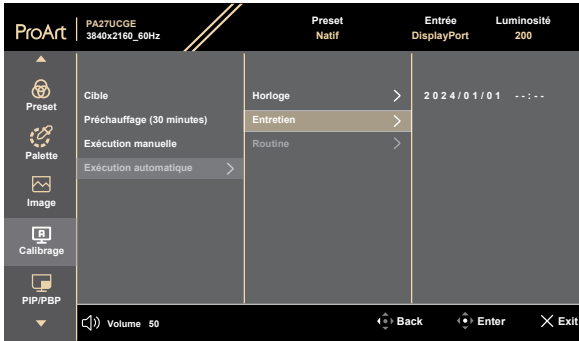 ProArt
PA27UCGE
3840x2160_60Hz
Preset
Natif
Entrée
DisplayPort
Luminosité
200
Preset
Palette
Image
Calibrage
PIP/PBP
Cible
Préchauffage (30 minutes)
Exécution manuelle
Exécution automatique
Horloge
Entretien
Routine
2024/01/01 --:--
Volume 50
Back
Enter
Exit